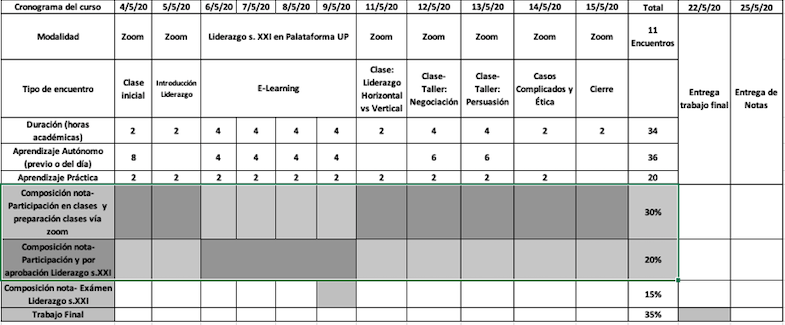 Cronograma del curso 4/5/20 5/5/20 6/5/20 7/5/20 8/5/20 9/5/20 11/5/20 12/5/20 13/5/20 14/5/20 15/5/20 Total 22/5/20 25/5/20
Modalidad Zoom Zoom Liderazgo s. XXI en Palataforma UP Zoom Zoom Zoom Zoom Zoom 11
Encuentros
Tipo de encuentro Clase
inicial Introducción
Liderazgo E-Learning Clase:
Liderazgo
Horizontal
vs Vertical Clase-
Taller:
Negociación Clase-
Taller:
Persuasión Casos
Complicados y
Ética Cierre Entrega
trabajo final Entrega de
Notas
Duración (horas
académicas) 2 2 4 4 4 4 2 4 4 2 2 34
Aprendizaje Autónomo
(previo o del día) 8 4 4 4 4 6 6 36
Aprendizaje Práctica 2 2 2 2 2 2 2 2 2 2 20
Composición nota-
Participación en clases y
preparación clases vía
zoom 30%
Composición nota-
Participación y por
aprobación Liderazgo s.XXI 20%
Composición nota- Exámen
Liderazgo s.XXI 15%
Trabajo Final 35%